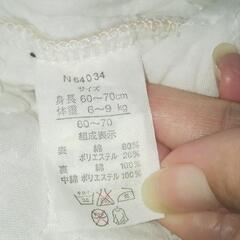 N64034
サイズ
身長 60～70cm
体重 6～9kg
60～70
組成表示
表 綿 80%
ポリエステル 20%
裏 綿 100%
中綿 ポリエステル 100%